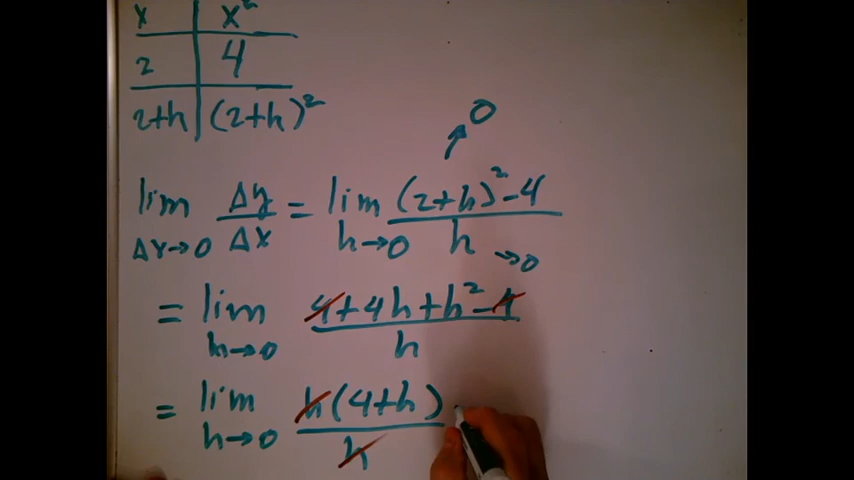 x | x²
2 | 4
2+h | (2+h)²
↗ 0
lim Δx→0 Δy/Δx = lim h→0 ((2+h)²-4)/h →0
= lim h→0 (4+4h+h²-4)/h
= lim h→0 h(4+h)/h